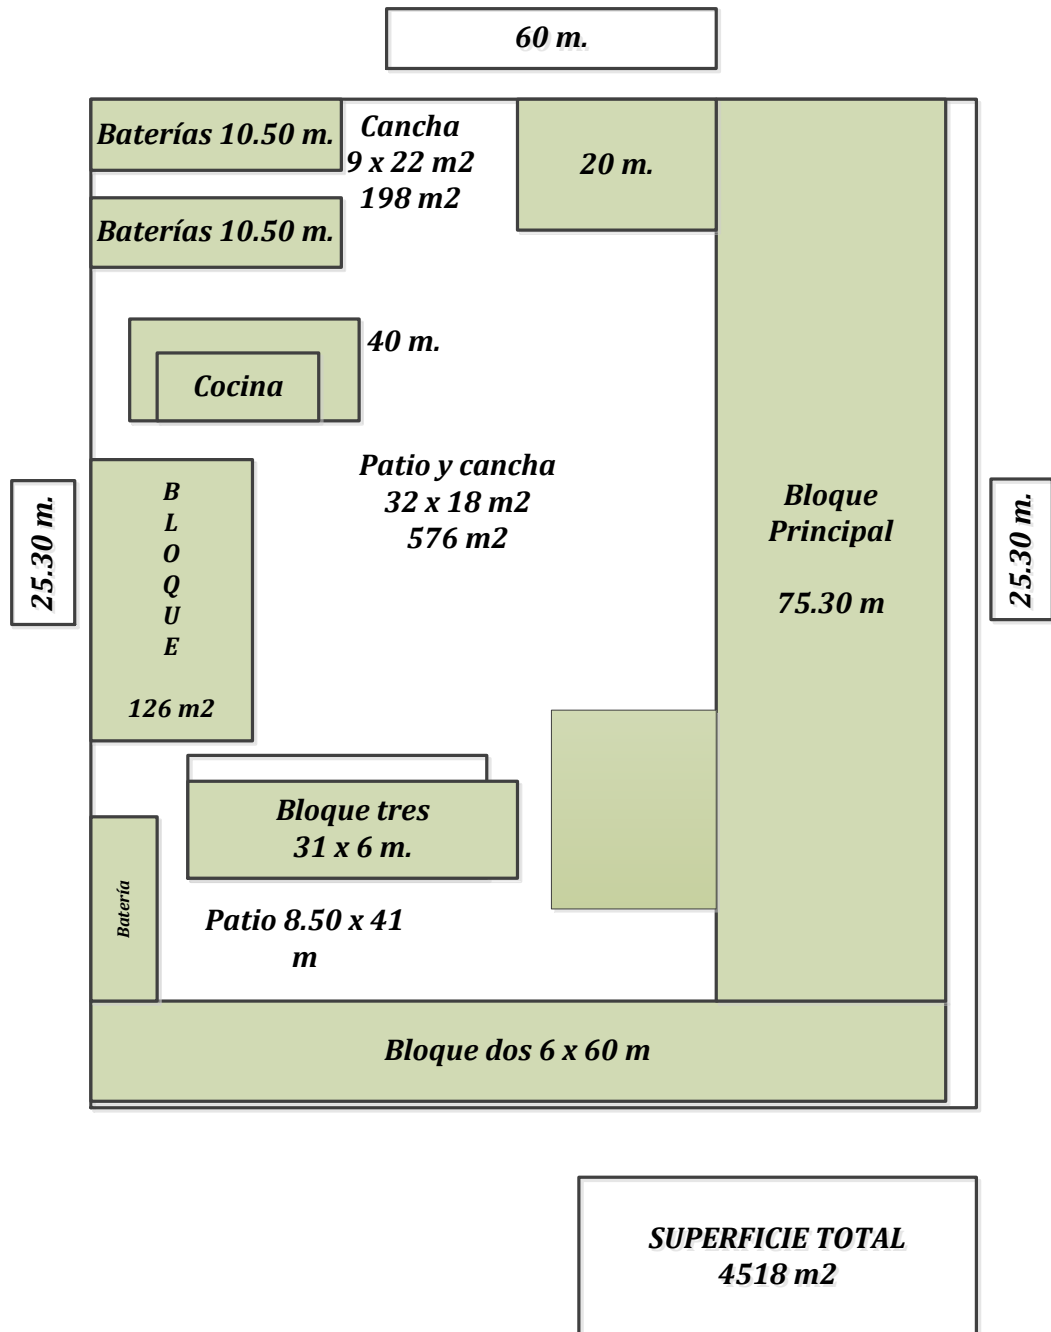 60 m.
Baterías 10.50 m.
Cancha
9 x 22 m2
198 m2
20 m.
Baterías 10.50 m.
40 m.
Cocina
Patio y cancha
32 x 18 m2
576 m2
B
L
O
Q
U
E
126 m2
25.30 m.
Bloque
Principal
75.30 m
25.30 m.
Bloque tres
31 x 6 m.
Batería
Patio 8.50 x 41
m
Bloque dos 6 x 60 m
SUPERFICIE TOTAL
4518 m2